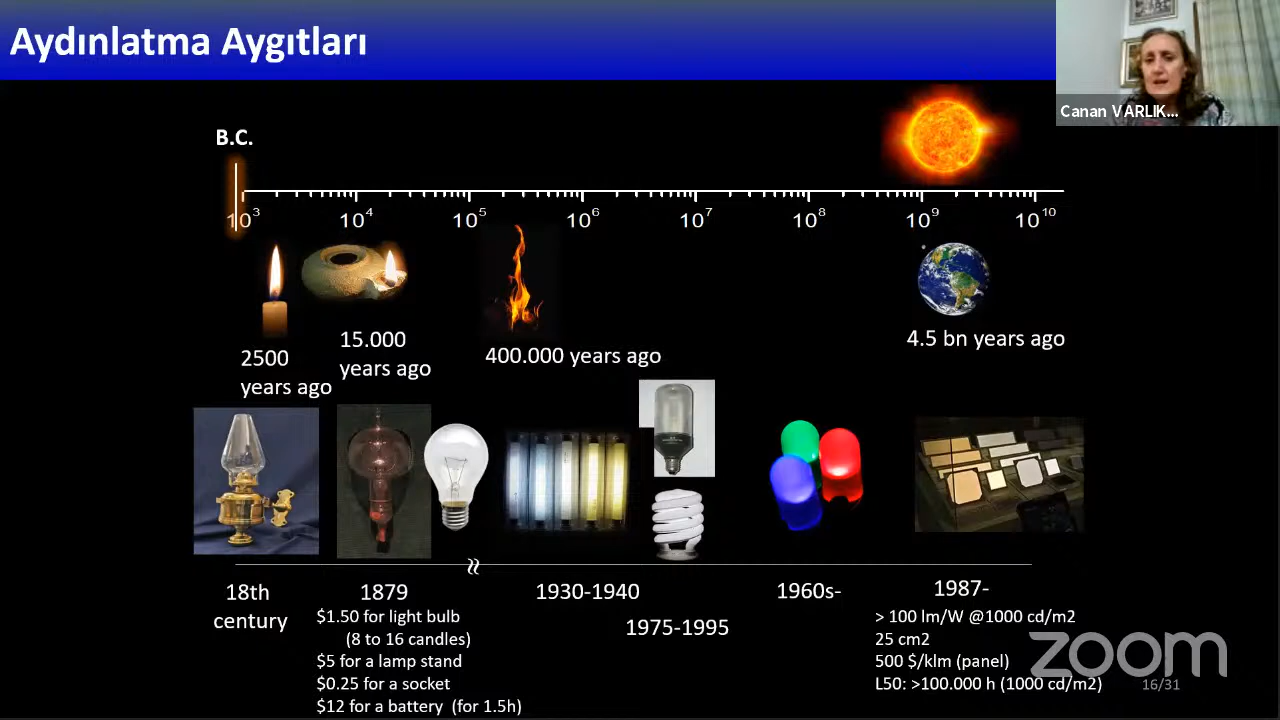 Aydınlatma Aygıtları
Canan VARLIK...
B.C.
10³ 10⁴ 10⁵ 10⁶ 10⁷ 10⁸ 10⁹ 10¹⁰
2500
years ago
15.000
years ago
400.000 years ago
4.5 bn years ago
18th
century
1879
$1.50 for light bulb
(8 to 16 candles)
$5 for a lamp stand
$0.25 for a socket
$12 for a battery (for 1.5h)
1930-1940
1975-1995
1960s-
1987-
> 100 lm/W @1000 cd/m2
25 cm2
500 $/klm (panel)
L50: >100.000 h (1000 cd/m2)
zoom
16/31